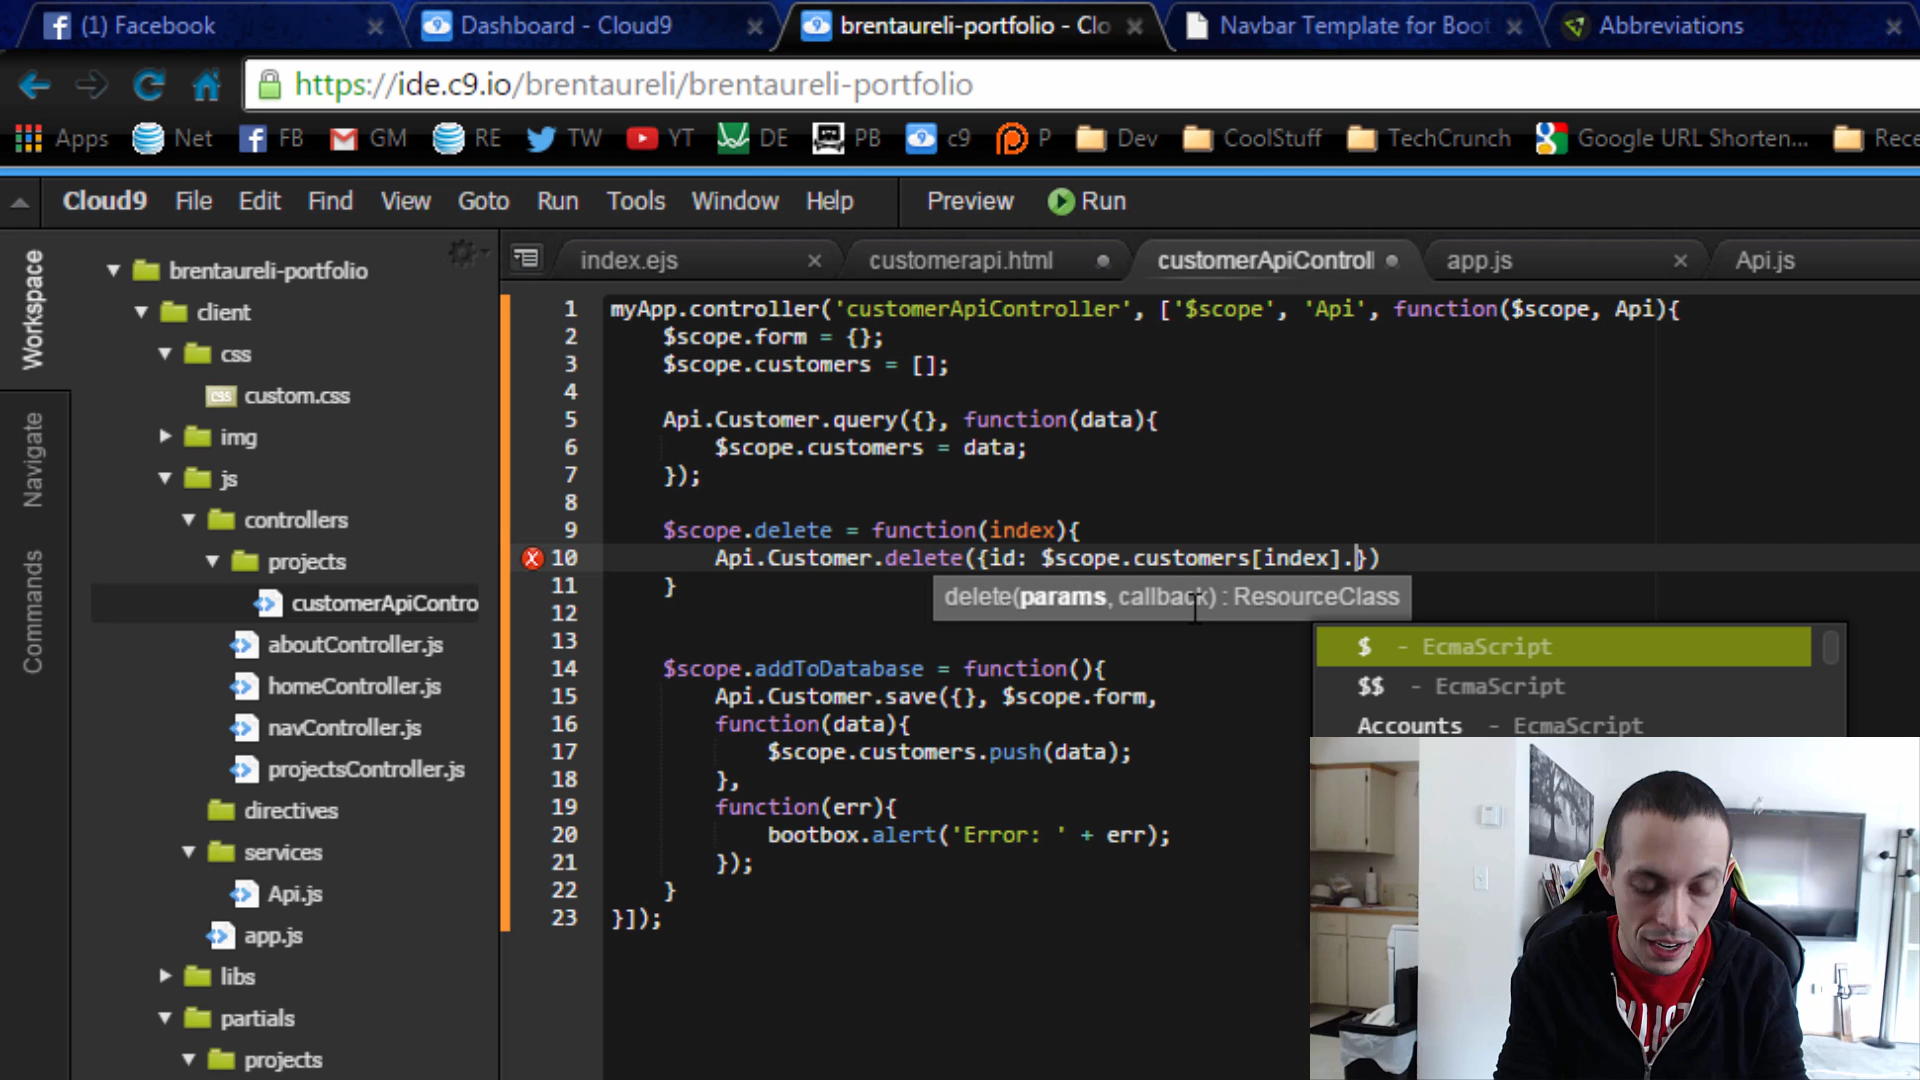 (1) Facebook
Dashboard - Cloud9
brentaureli-portfolio - Clo
Navbar Template for Boot
Abbreviations
https://ide.c9.io/brentaureli/brentaureli-portfolio
Apps Net FB GM RE TW YT DE PB c9 P Dev CoolStuff TechCrunch Google URL Shorten... Rece
Cloud9 File Edit Find View Goto Run Tools Window Help Preview Run
Workspace
Navigate
Commands
brentaureli-portfolio
client
css
custom.css
img
js
controllers
projects
customerApiContro
aboutController.js
homeController.js
navController.js
projectsController.js
directives
services
Api.js
app.js
libs
partials
projects
index.ejs
customerapi.html
customerApiControll
app.js
Api.js
1 myApp.controller('customerApiController', ['$scope', 'Api', function($scope, Api){
2 $scope.form = {};
3 $scope.customers = [];
4
5 Api.Customer.query({}, function(data){
6 $scope.customers = data;
7 });
8
9 $scope.delete = function(index){
10 Api.Customer.delete({id: $scope.customers[index].})
11 }
12
13
14 $scope.addToDatabase = function(){
15 Api.Customer.save({}, $scope.form,
16 function(data){
17 $scope.customers.push(data);
18 },
19 function(err){
20 bootbox.alert('Error: ' + err);
21 });
22 }
23 }]);
delete(params, callback) : ResourceClass
$ - EcmaScript
$$ - EcmaScript
Accounts - EcmaScript